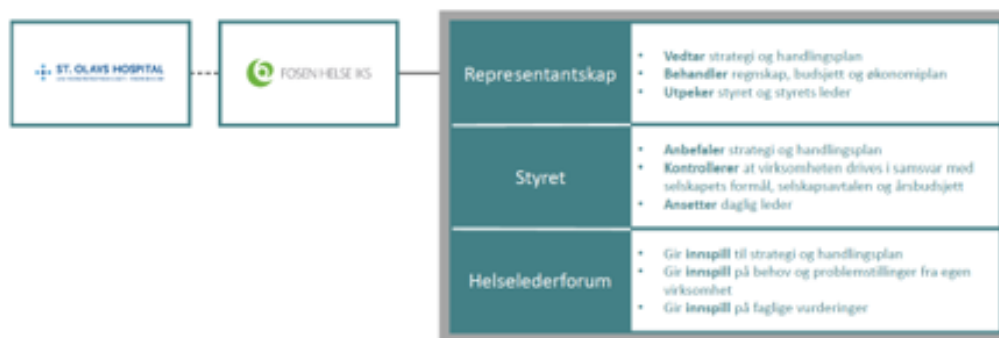 ST. OLAVS HOSPITAL
FOSEN HELSE IKS
Representantskap
• Vedtar strategi og handlingsplan
• Behandler regnskap, budsjett og økonomiplan
• Utpeker styret og styrets leder
Styret
• Anbefaler strategi og handlingsplan
• Kontrollerer at virksomheten drives i samsvar med
selskapets formål, selskapsavtalen og årsbudsjett
• Ansetter daglig leder
Helselederforum
• Gir innspill til strategi og handlingsplan
• Gir innspill på behov og problemstillinger fra egen
virksomhet
• Gir innspill på faglige vurderinger